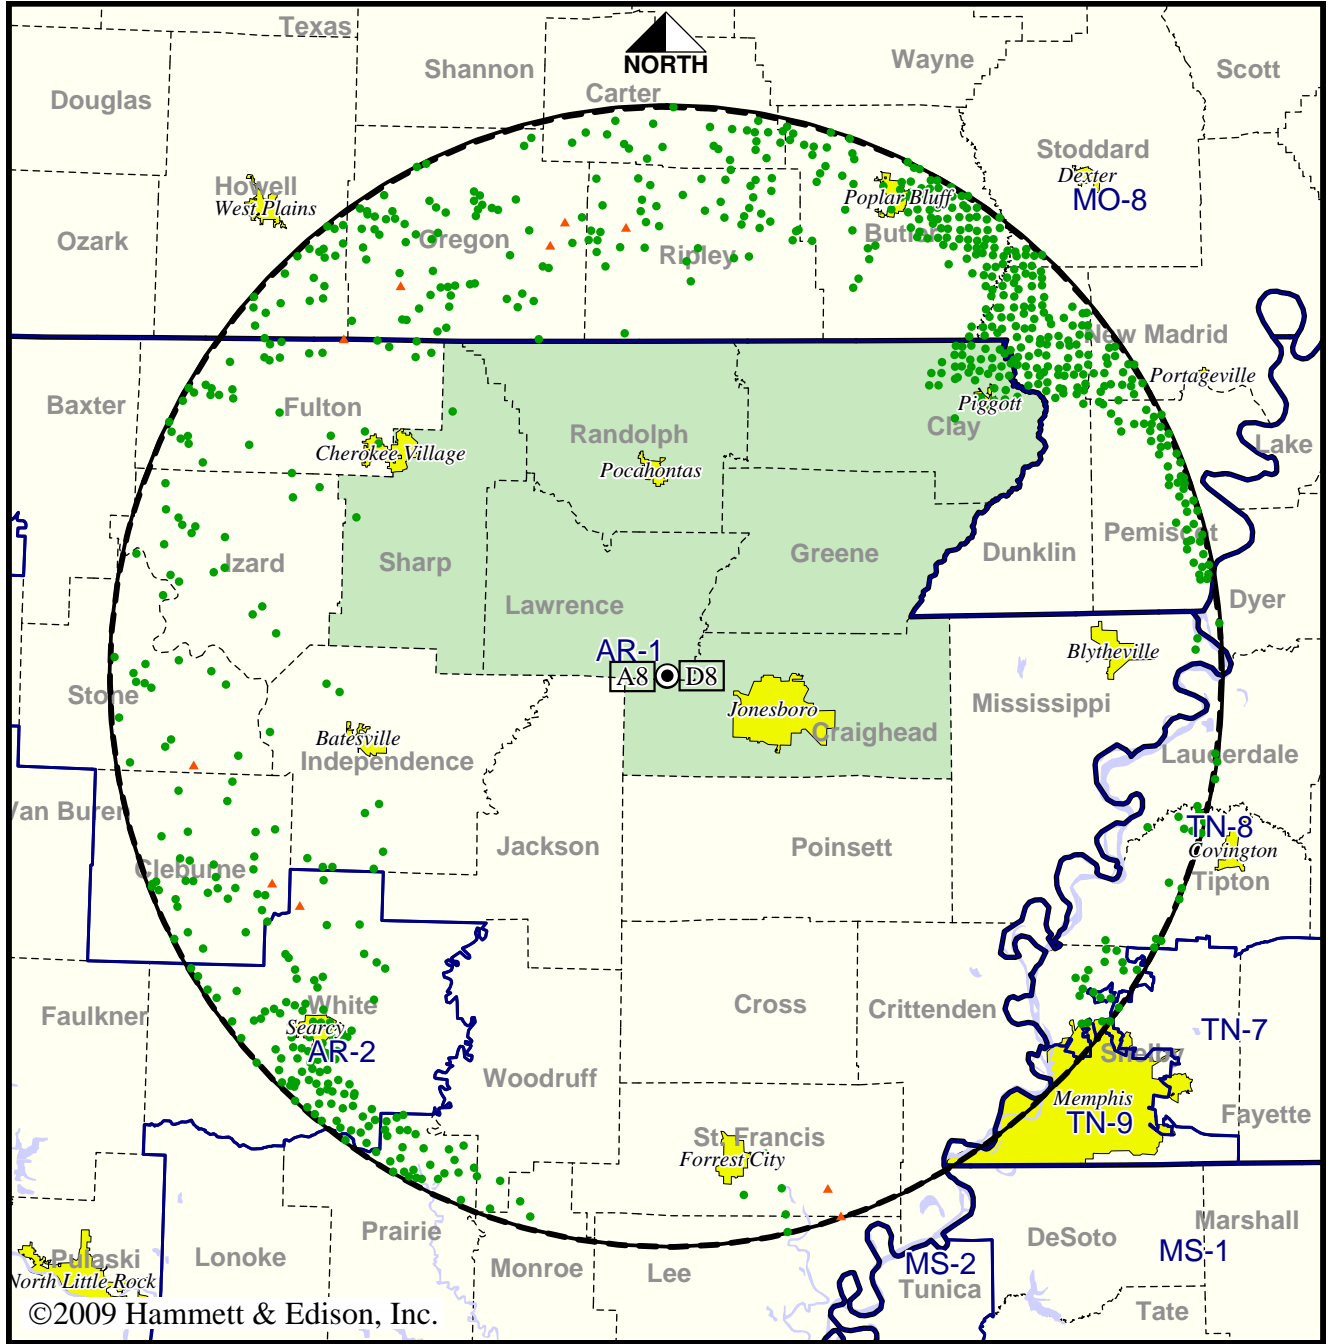 Texas
NORTH
Shannon
Wayne
Scott
Carter
Douglas
Stoddard
Dexter
MO-8
Howell
West Plains
Poplar Bluff
Butler
Ozark
Oregon
Ripley
New Madrid
Portageville
Baxter
Fulton
Piggott
Clay
Randolph
Lake
Cherokee Village
Pocahontas
Izard
Sharp
Greene
Dunklin
Pemiscot
Lawrence
Dyer
AR-1
Blytheville
A8
D8
Stone
Mississippi
Jonesboro
Craighead
Batesville
Independence
Lauderdale
Van Buren
TN-8
Covington
Jackson
Poinsett
Cleburne
Tipton
White
Cross
Crittenden
Faulkner
Searcy
AR-2
TN-7
Shelby
Woodruff
Memphis
TN-9
Fayette
St. Francis
Forrest City
Prairie
Marshall
DeSoto
MS-1
Pulaski
Lonoke
Monroe
Lee
MS-2
Tunica
North Little Rock
Tate
©2009 Hammett & Edison, Inc.